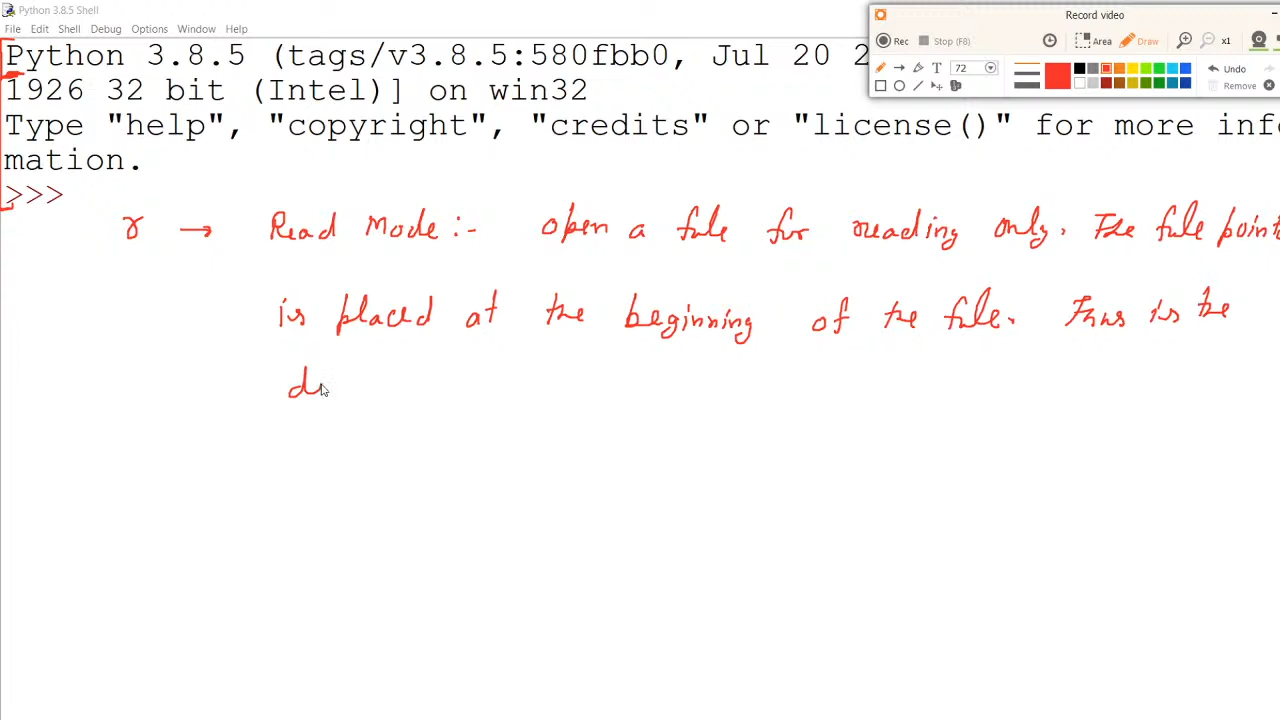 Python 3.8.5 Shell
File Edit Shell Debug Options Window Help
Python 3.8.5 (tags/v3.8.5:580fbb0, Jul 20 2
1926 32 bit (Intel)] on win32
Type "help", "copyright", "credits" or "license()" for more info
mation.
>>>
Record video
Rec Stop (F8) Area Draw x1
T 72 Undo
Remove
r → Read Mode:- open a file for reading only. The file point
is placed at the beginning of the file. This is the